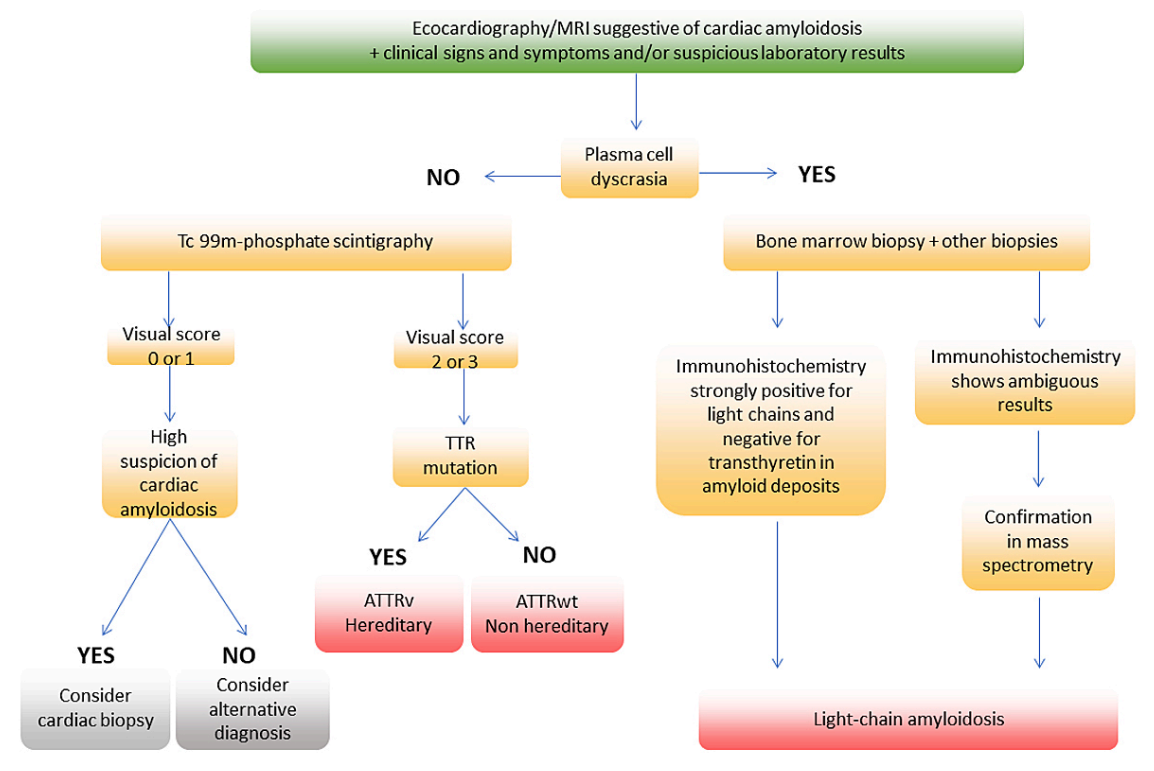 Ecocardiography/MRI suggestive of cardiac amyloidosis
+ clinical signs and symptoms and/or suspicious laboratory results
Plasma cell
dyscrasia
NO
YES
Tc 99m-phosphate scintigraphy
Bone marrow biopsy + other biopsies
Visual score
0 or 1
Visual score
2 or 3
Immunohistochemistry
strongly positive for
light chains and
negative for
transthyretin in
amyloid deposits
Immunohistochemistry
shows ambiguous
results
High
suspicion of
cardiac
amyloidosis
TTR
mutation
Confirmation
in mass
spectrometry
YES
NO
ATTRv
Hereditary
ATTRwt
Non hereditary
YES
NO
Consider
cardiac biopsy
Consider
alternative
diagnosis
Light-chain amyloidosis